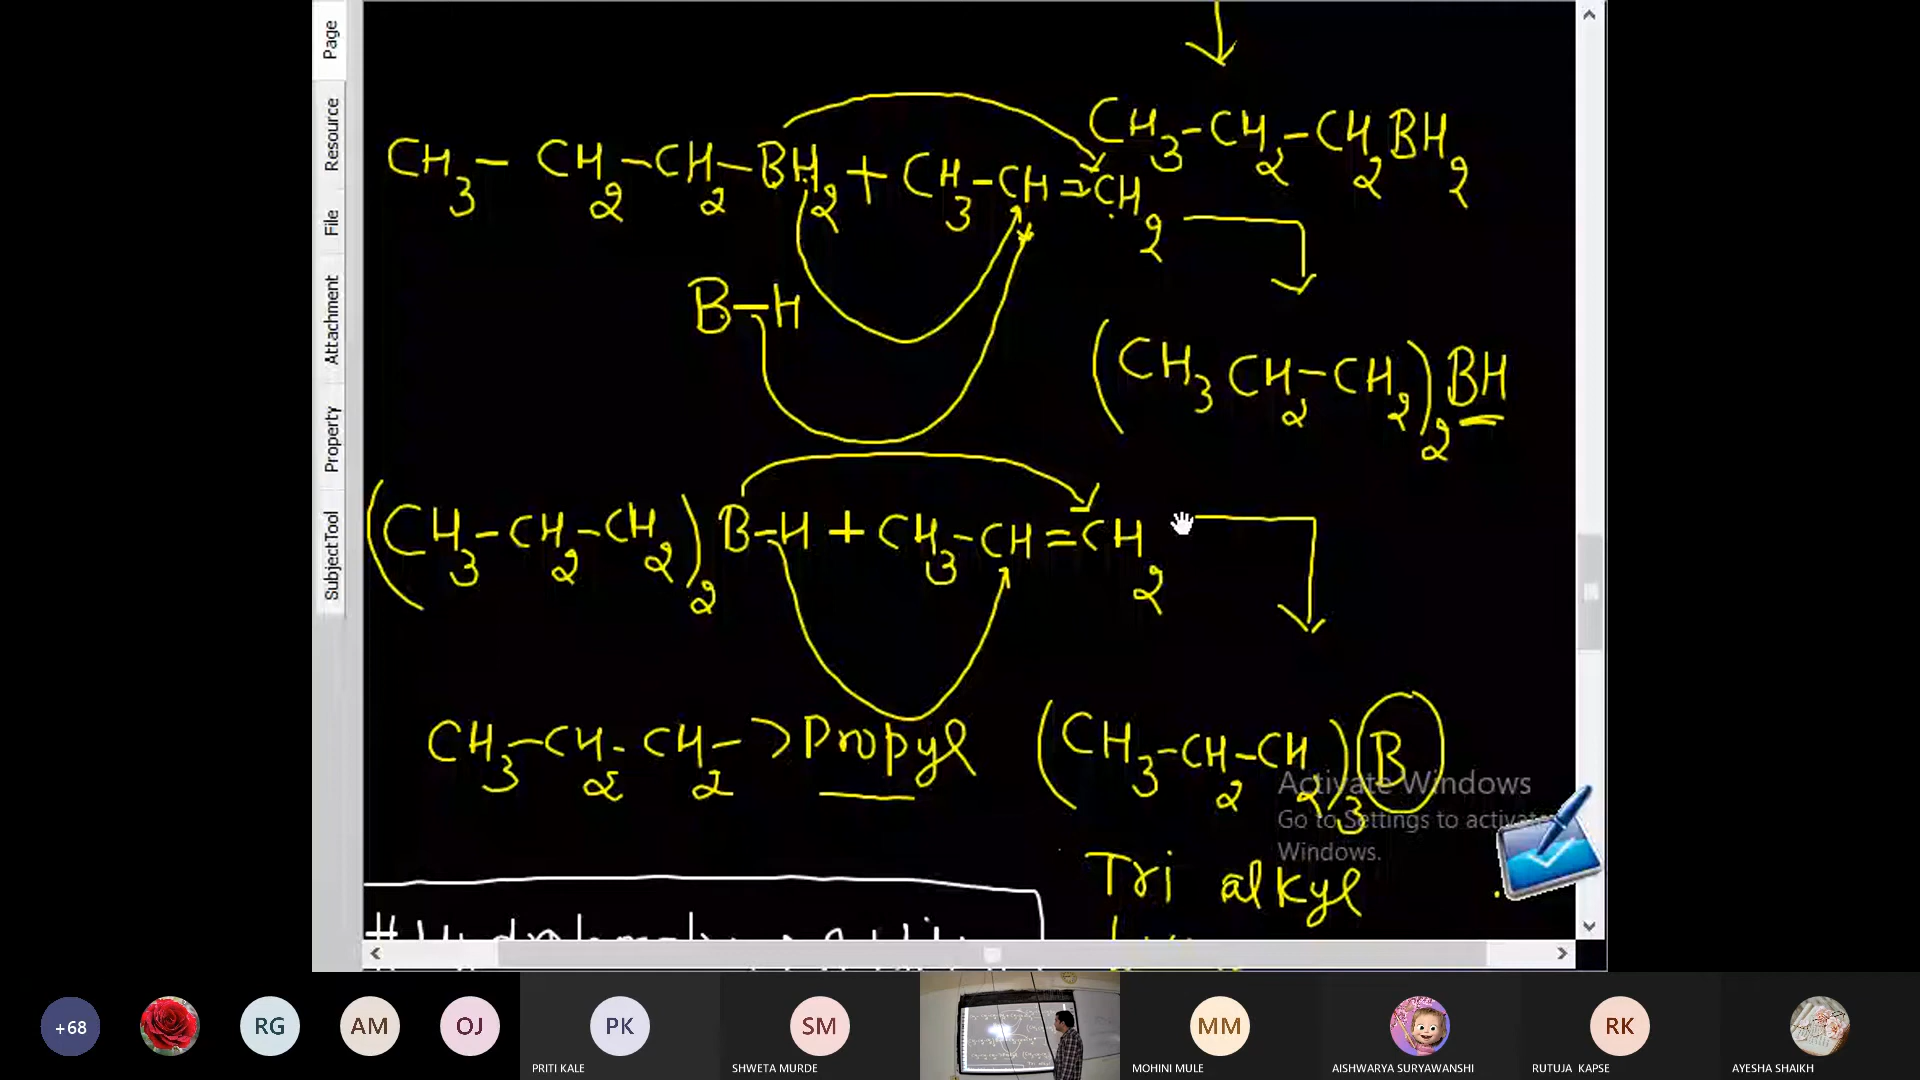 Page
Resource
File
Attachment
Property
SubjectTool
CH3-CH2-CH2BH2
CH3-CH2-CH2-BH2+CH3-CH=CH2
B-H
(CH3CH2-CH2)2BH
(CH3-CH2-CH2)2B-H+CH3-CH=CH2
CH3-CH2-CH2->Propyl
(CH3-CH2-CH2)3B
Activate Windows
Go to Settings to activate
Windows.
Tri alkyl
+68
RG
AM
OJ
PK
SM
MM
RK
PRITI KALE
SHWETA MURDE
MOHINI MULE
AISHWARYA SURYAWANSHI
RUTUJA KAPSE
AYESHA SHAIKH